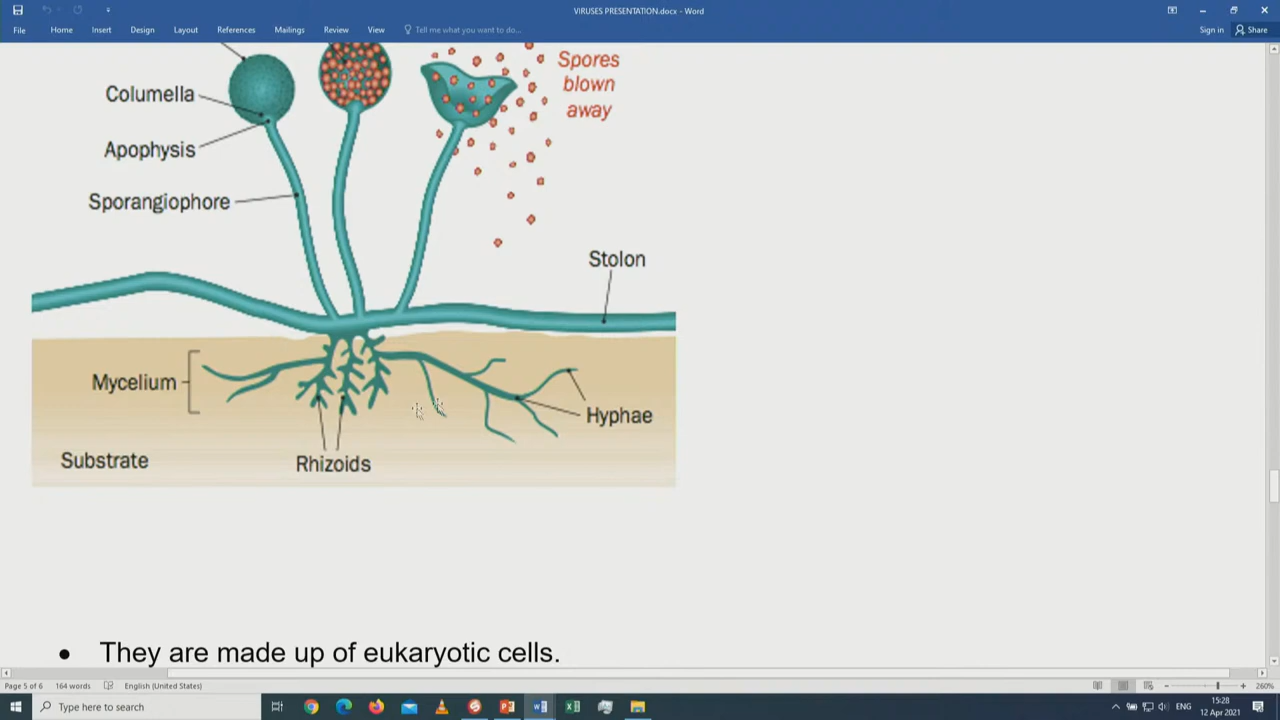 VIRUSES PRESENTATION.docx - Word
File Home Insert Design Layout References Mailings Review View Tell me what you want to do... Sign in Share
Columella
Apophysis
Sporangiophore
Spores
blown
away
Stolon
Mycelium
Hyphae
Substrate
Rhizoids
• They are made up of eukaryotic cells.
Page 5 of 6 164 words English (United States) 260%
Type here to search
ENG
15:28
12 Apr 2021